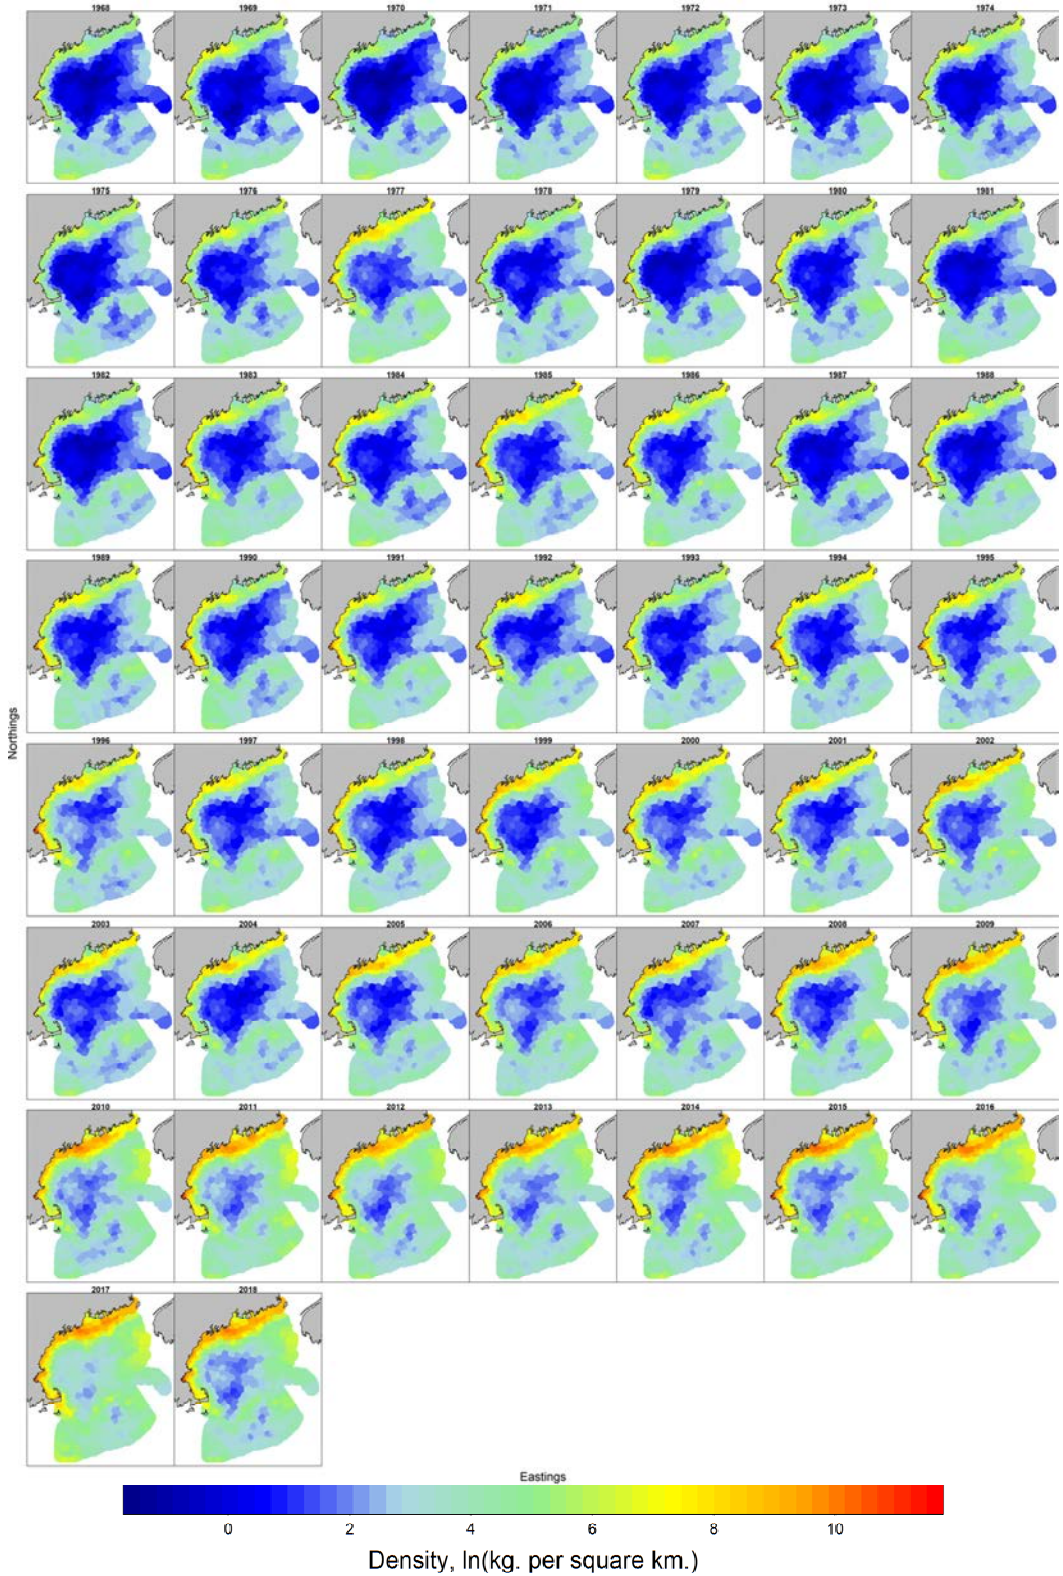 1968 1969 1970 1971 1972 1973 1974
1975 1976 1977 1978 1979 1980 1981
1982 1983 1984 1985 1986 1987 1988
1989 1990 1991 1992 1993 1994 1995
Northings
1996 1997 1998 1999 2000 2001 2002
2003 2004 2005 2006 2007 2008 2009
2010 2011 2012 2013 2014 2015 2016
2017 2018
Eastings
0 2 4 6 8 10
Density, ln(kg. per square km.)